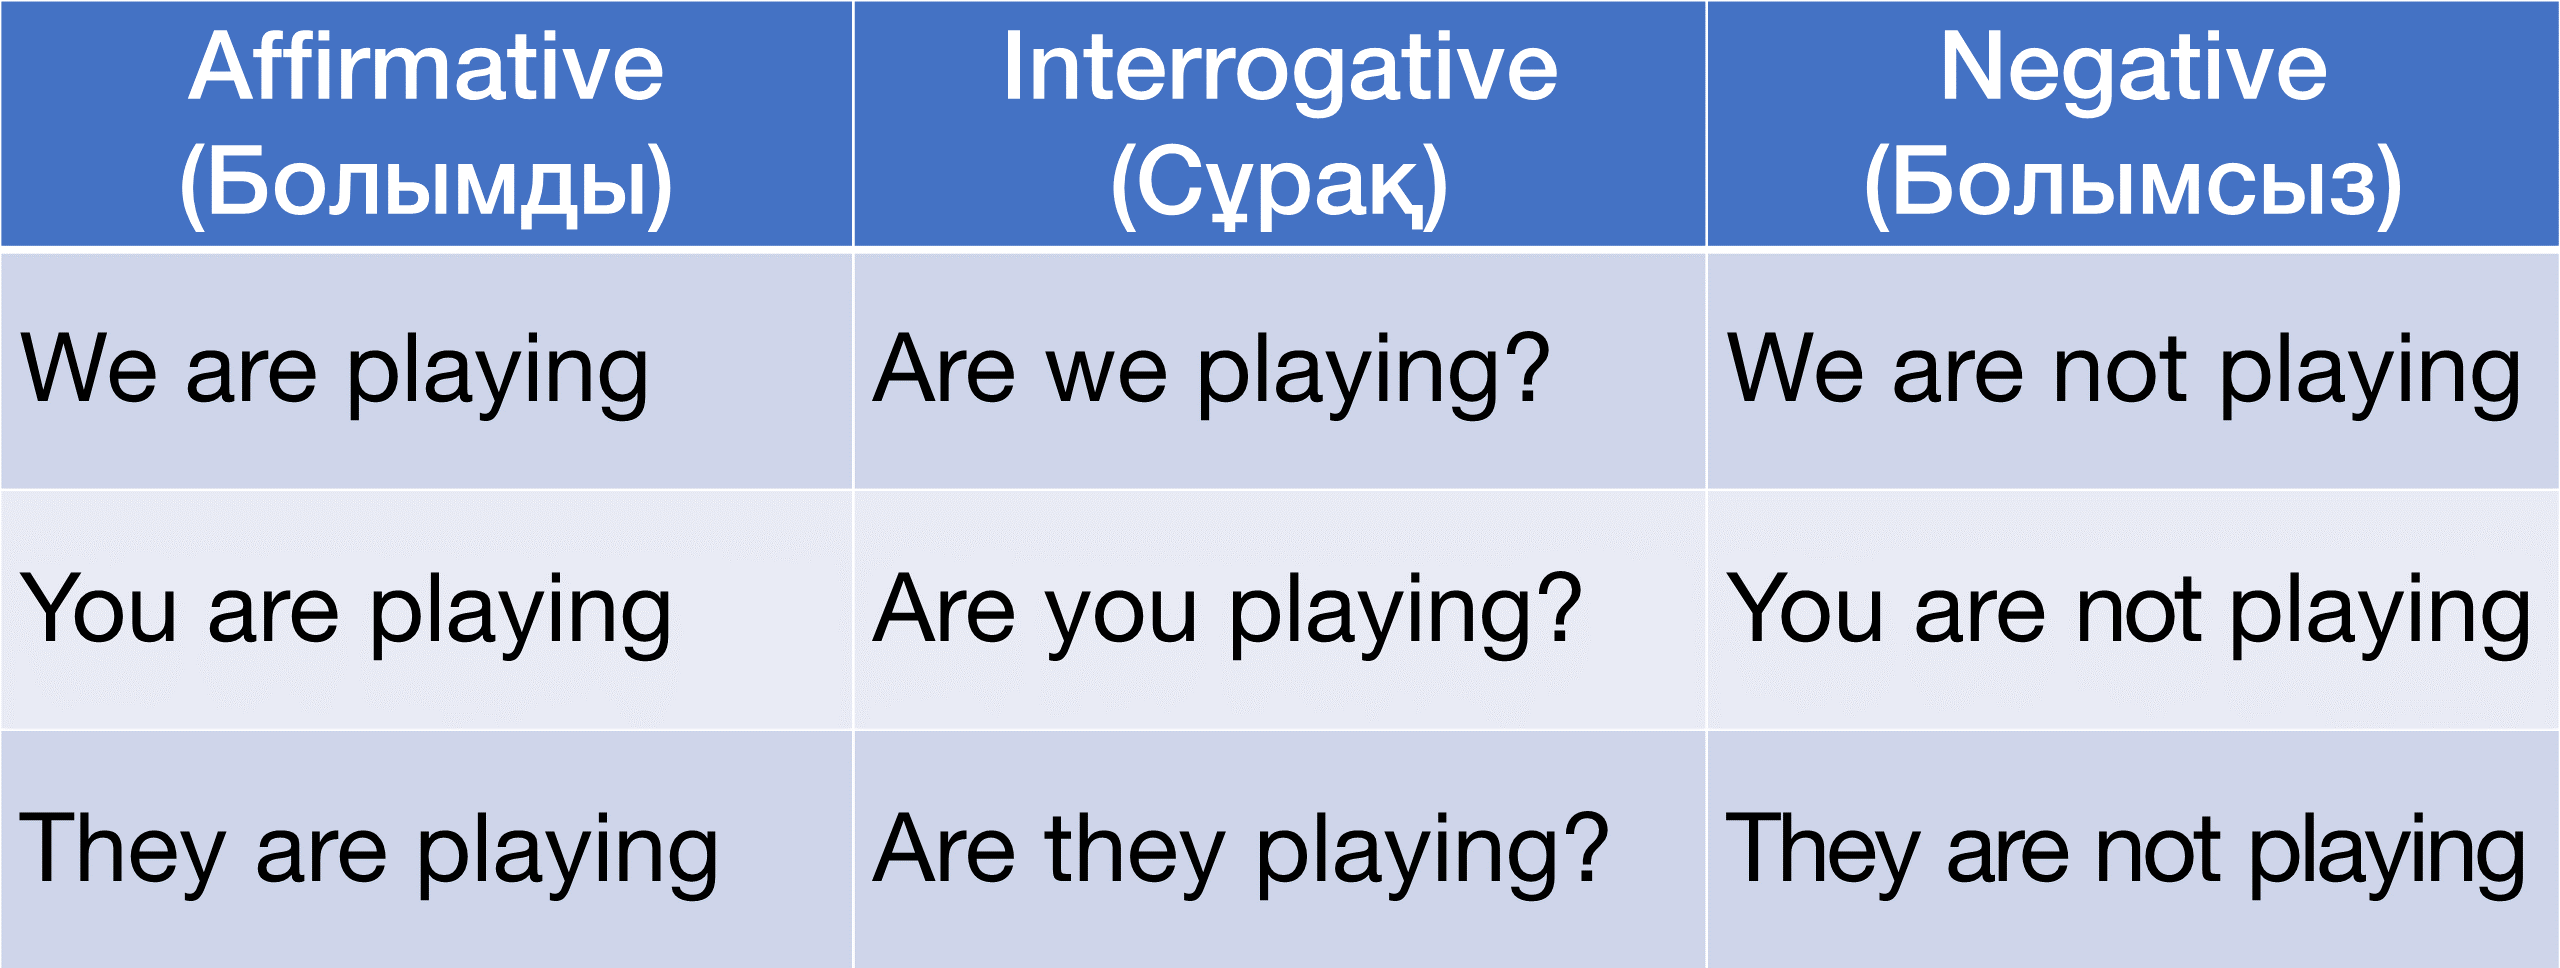 Affirmative
(Болымды)
Interrogative
(Сұрақ)
Negative
(Болымсыз)
We are playing
Are we playing?
We are not playing
You are playing
Are you playing?
You are not playing
They are playing
Are they playing?
They are not playing